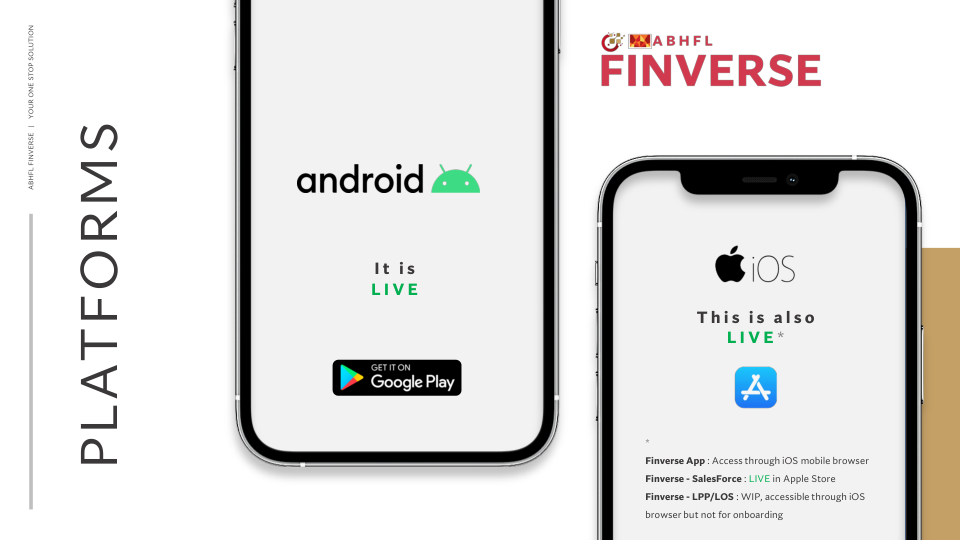 ABHFL FINVERSE | YOUR ONE STOP SOLUTION
PLATFORMS
ABHFL
FINVERSE
android
It is
LIVE
GET IT ON
Google Play
iOS
This is also
LIVE*
*
Finverse App : Access through iOS mobile browser
Finverse - SalesForce : LIVE in Apple Store
Finverse - LPP/LOS : WIP, accessible through iOS
browser but not for onboarding